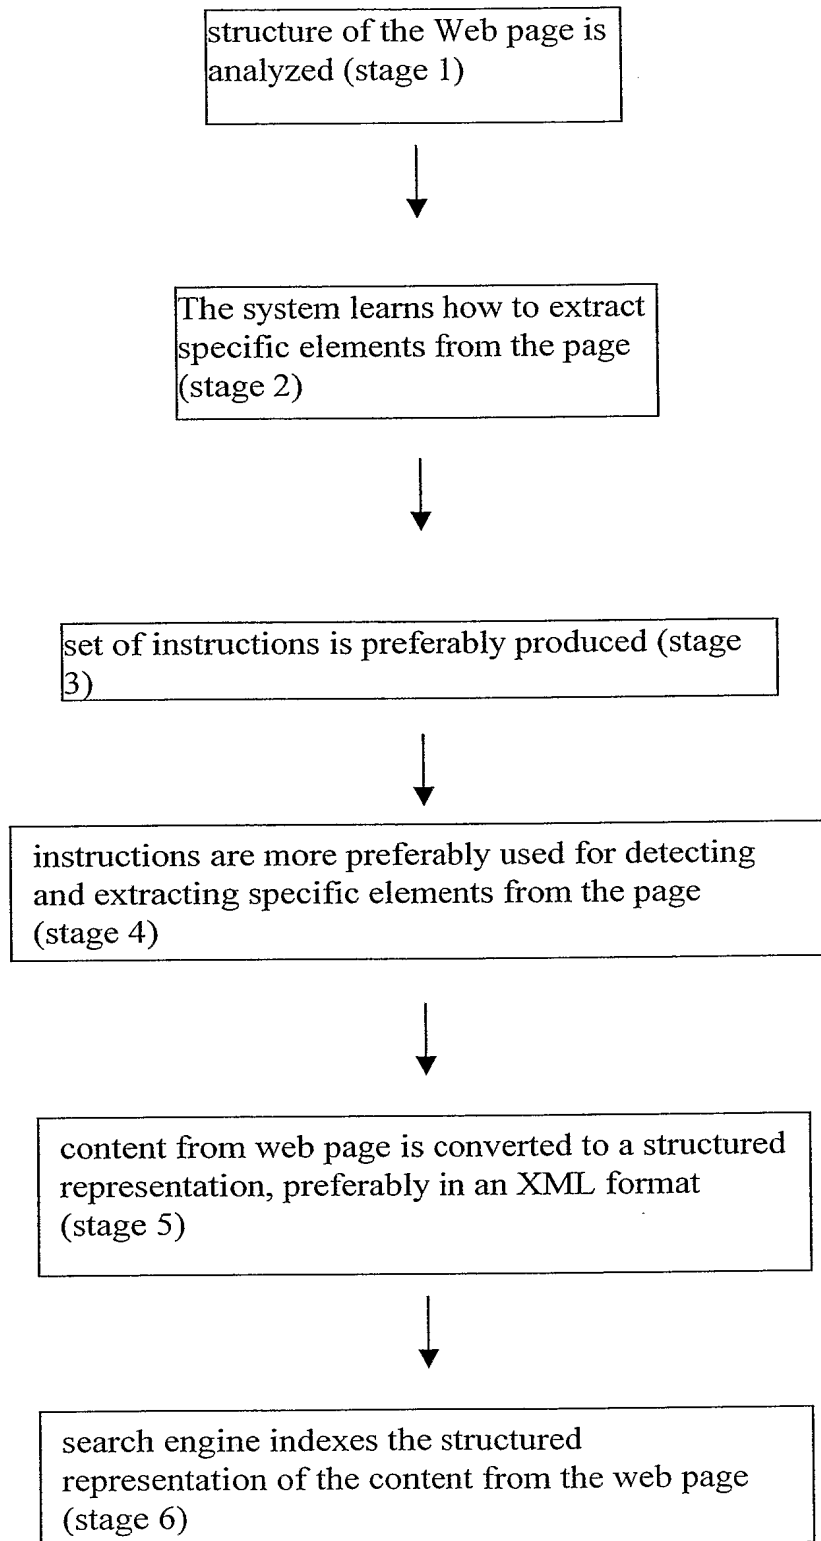 structure of the Web page is
analyzed (stage 1)
The system learns how to extract
specific elements from the page
(stage 2)
set of instructions is preferably produced (stage
3)
instructions are more preferably used for detecting
and extracting specific elements from the page
(stage 4)
content from web page is converted to a structured
representation, preferably in an XML format
(stage 5)
search engine indexes the structured
representation of the content from the web page
(stage 6)